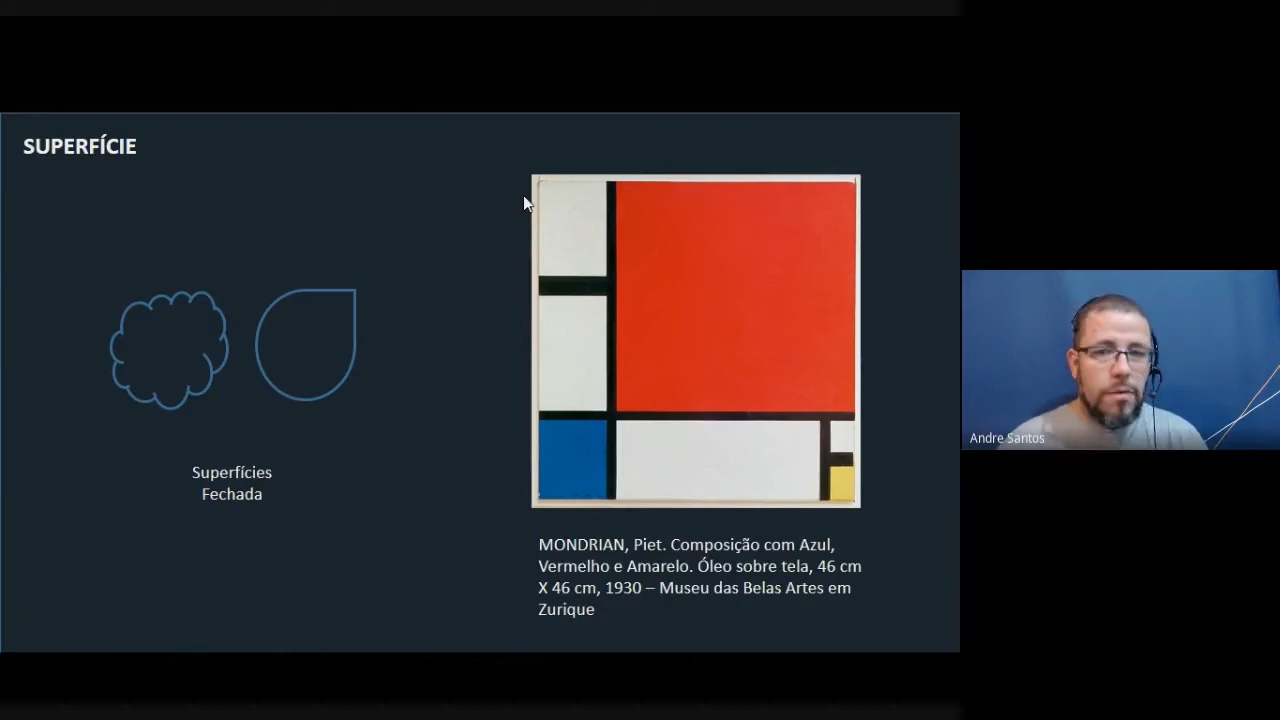 SUPERFÍCIE
Superfícies
Fechada
MONDRIAN, Piet. Composição com Azul,
Vermelho e Amarelo. Óleo sobre tela, 46 cm
X 46 cm, 1930 – Museu das Belas Artes em
Zurique
Andre Santos